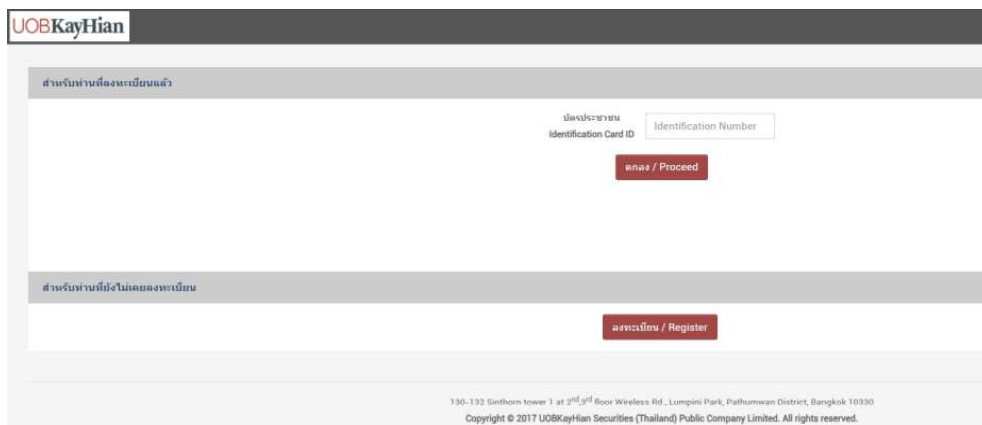 UOBKayHian
สำหรับท่านที่ลงทะเบียนแล้ว
บัตรประชาชน
Identification Card ID
Identification Number
ตกลง / Proceed
สำหรับท่านที่ยังไม่เคยลงทะเบียน
ลงทะเบียน / Register
130-132 Sinthorn tower 1 at 2nd,3rd floor Wireless Rd., Lumpini Park, Pathumwan District, Bangkok 10330
Copyright © 2017 UOBKayHian Securities (Thailand) Public Company Limited. All rights reserved.